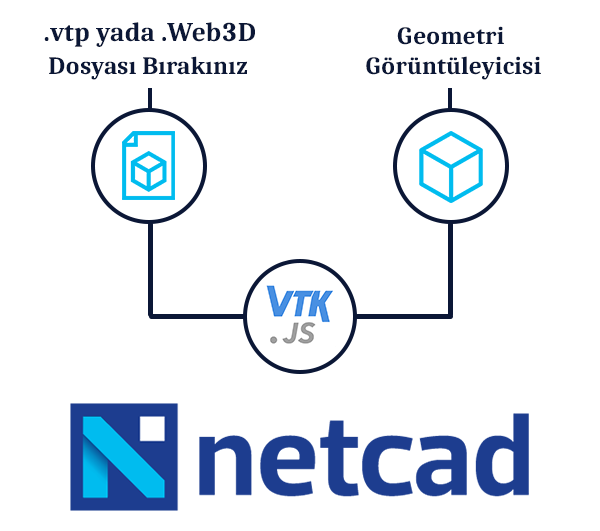 .vtp yada .Web3D
Dosyası Bırakınız
Geometri
Görüntüleyicisi
VTK
.JS
netcad